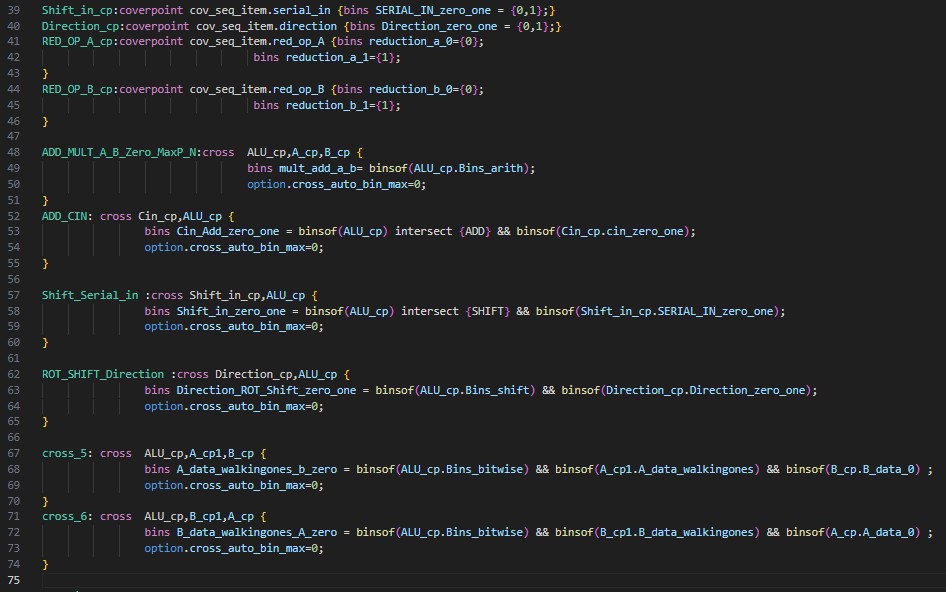 39 Shift_in_cp:coverpoint cov_seq_item.serial_in {bins SERIAL_IN_zero_one = {0,1};}
40 Direction_cp:coverpoint cov_seq_item.direction {bins Direction_zero_one = {0,1};}
41 RED_OP_A_cp:coverpoint cov_seq_item.red_op_A {bins reduction_a_0={0};
42 bins reduction_a_1={1};
43 }
44 RED_OP_B_cp:coverpoint cov_seq_item.red_op_B {bins reduction_b_0={0};
45 bins reduction_b_1={1};
46 }
47
48 ADD_MULT_A_B_Zero_MaxP_N:cross  ALU_cp,A_cp,B_cp {
49 bins mult_add_a_b= binsof(ALU_cp.Bins_arith);
50 option.cross_auto_bin_max=0;
51 }
52 ADD_CIN: cross Cin_cp,ALU_cp {
53 bins Cin_Add_zero_one = binsof(ALU_cp) intersect {ADD} && binsof(Cin_cp.cin_zero_one);
54 option.cross_auto_bin_max=0;
55 }
56
57 Shift_Serial_in :cross Shift_in_cp,ALU_cp {
58 bins Shift_in_zero_one = binsof(ALU_cp) intersect {SHIFT} && binsof(Shift_in_cp.SERIAL_IN_zero_one);
59 option.cross_auto_bin_max=0;
60 }
61
62 ROT_SHIFT_Direction :cross Direction_cp,ALU_cp {
63 bins Direction_ROT_Shift_zero_one = binsof(ALU_cp.Bins_shift) && binsof(Direction_cp.Direction_zero_one);
64 option.cross_auto_bin_max=0;
65 }
66
67 cross_5: cross  ALU_cp,A_cp1,B_cp {
68 bins A_data_walkingones_b_zero = binsof(ALU_cp.Bins_bitwise) && binsof(A_cp1.A_data_walkingones) && binsof(B_cp.B_data_0) ;
69 option.cross_auto_bin_max=0;
70 }
71 cross_6: cross  ALU_cp,B_cp1,A_cp {
72 bins B_data_walkingones_A_zero = binsof(ALU_cp.Bins_bitwise) && binsof(B_cp1.B_data_walkingones) && binsof(A_cp.A_data_0) ;
73 option.cross_auto_bin_max=0;
74 }
75